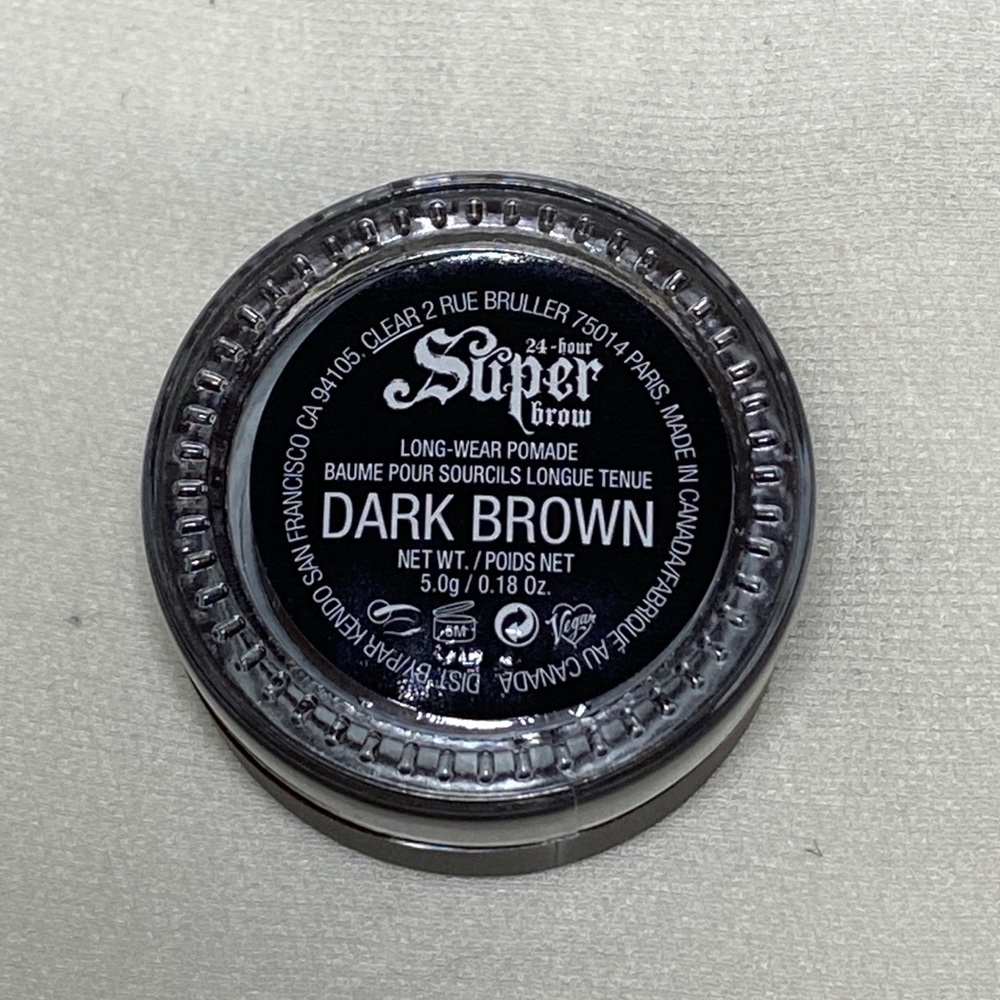 24-hour
Super
brow
LONG-WEAR POMADE
BAUME POUR SOURCILS LONGUE TENUE
DARK BROWN
NET WT. / POIDS NET
5.0g / 0.18 Oz.
6M
Vegan
DIST BY/PAR KENDO SAN FRANCISCO CA 94105. CLEAR 2 RUE BRULLER 75014 PARIS. MADE IN CANADA/FABRIQUÉ AU CANADA